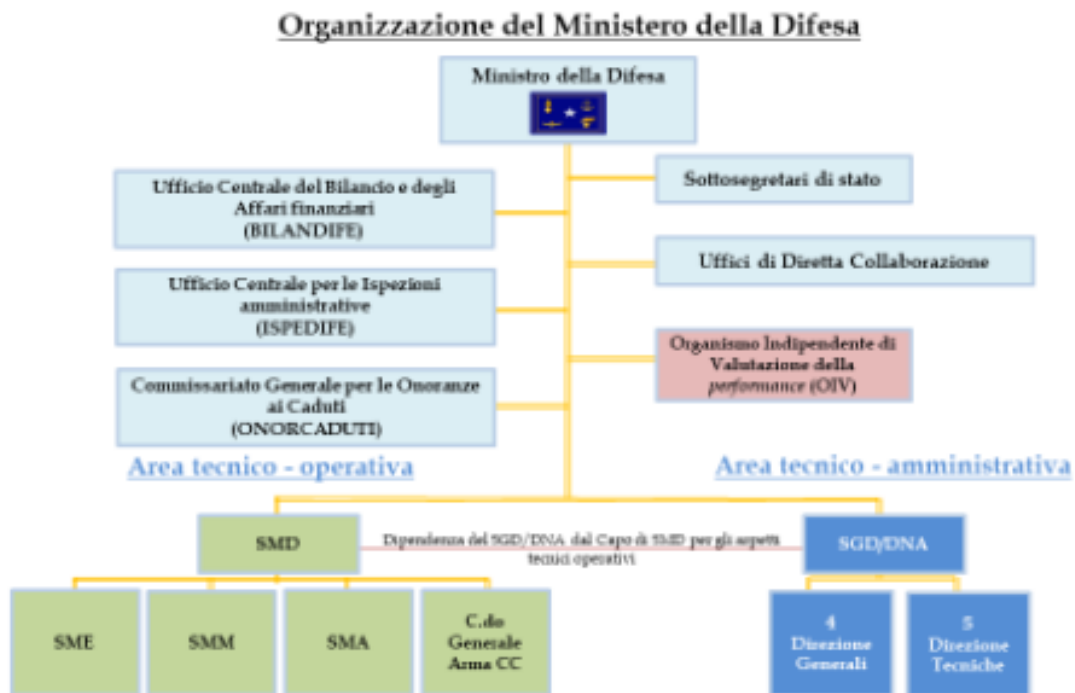 Organizzazione del Ministero della Difesa
Ministro della Difesa
Ufficio Centrale del Bilancio e degli
Affari finanziari
(BILANDIFE)
Sottosegretari di stato
Uffici di Diretta Collaborazione
Ufficio Centrale per le Ispezioni
amministrative
(ISPEDIFE)
Organismo Indipendente di
Valutazione della
performance (OIV)
Commissariato Generale per le Onoranze
ai Caduti
(ONORCADUTI)
Area tecnico - operativa
Area tecnico - amministrativa
SMD
Dipendenza del SGD/DNA dal Capo di SMD per gli aspetti
tecnici operativi
SGD/DNA
SME
SMM
SMA
C.do
Generale
Arma CC
4
Direzione
Generali
5
Direzione
Tecniche